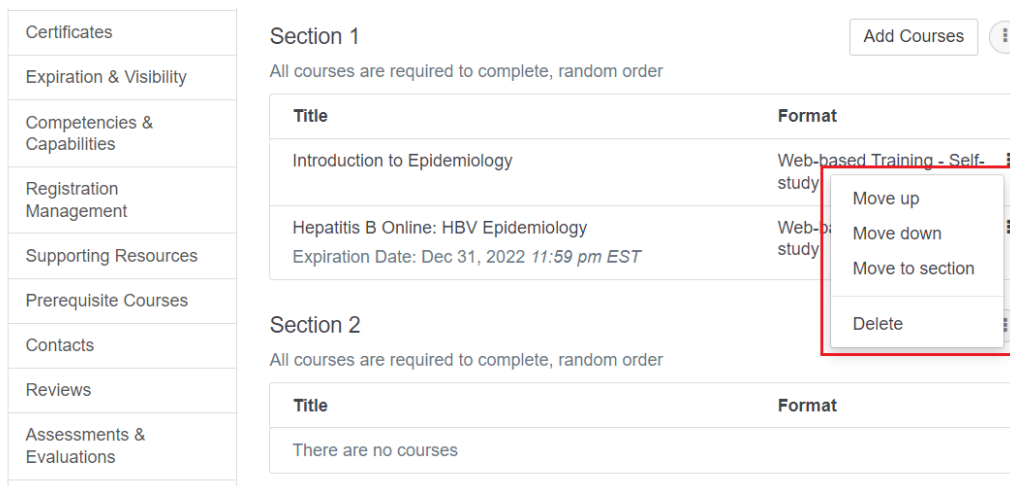 Certificates
Expiration & Visibility
Competencies &
Capabilities
Registration
Management
Supporting Resources
Prerequisite Courses
Contacts
Reviews
Assessments &
Evaluations
Section 1
Add Courses
All courses are required to complete, random order
Title Format
Introduction to Epidemiology Web-based Training - Self-
study
Hepatitis B Online: HBV Epidemiology
Expiration Date: Dec 31, 2022 11:59 pm EST
study
Move up
Move down
Move to section
Delete
Section 2
All courses are required to complete, random order
Title Format
There are no courses